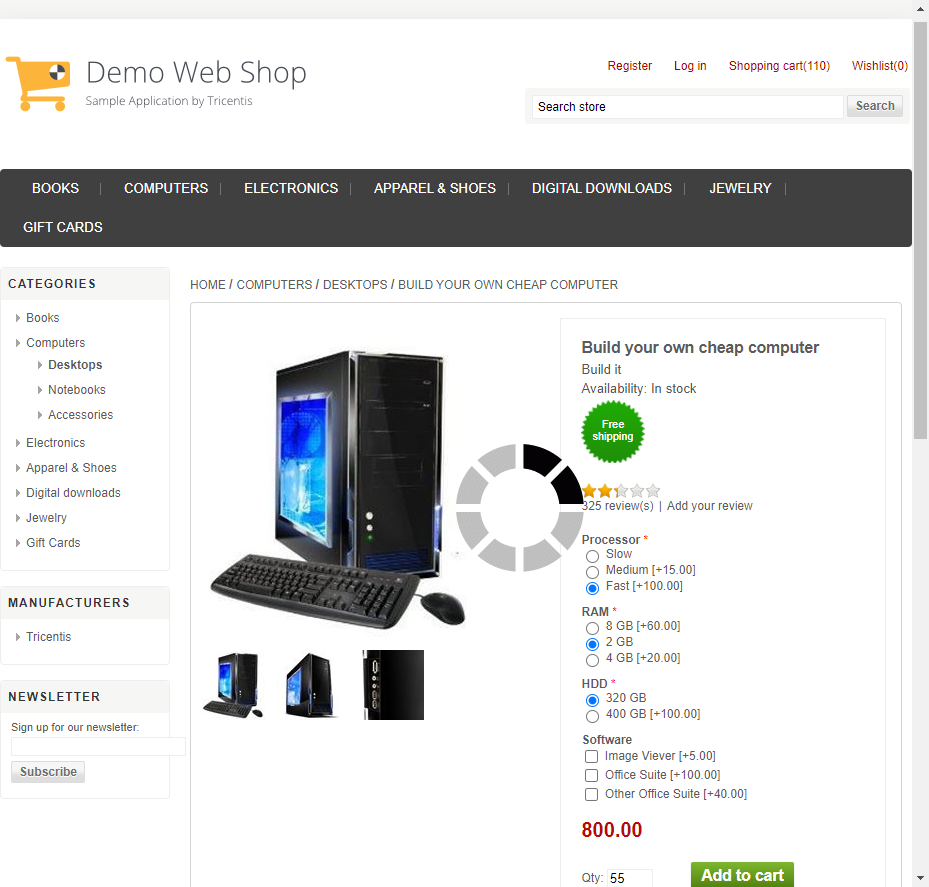 Demo Web Shop
Sample Application by Tricentis
Register Log in Shopping cart(110) Wishlist(0)
Search store Search
BOOKS | COMPUTERS | ELECTRONICS | APPAREL & SHOES | DIGITAL DOWNLOADS | JEWELRY |
GIFT CARDS
CATEGORIES
Books
Computers
Desktops
Notebooks
Accessories
Electronics
Apparel & Shoes
Digital downloads
Jewelry
Gift Cards
MANUFACTURERS
Tricentis
NEWSLETTER
Sign up for our newsletter:
Subscribe
HOME / COMPUTERS / DESKTOPS / BUILD YOUR OWN CHEAP COMPUTER
Build your own cheap computer
Build it
Availability: In stock
Free
shipping
325 review(s) | Add your review
Processor *
Slow
Medium [+15.00]
Fast [+100.00]
RAM *
8 GB [+60.00]
2 GB
4 GB [+20.00]
HDD *
320 GB
400 GB [+100.00]
Software
Image Viever [+5.00]
Office Suite [+100.00]
Other Office Suite [+40.00]
800.00
Qty: 55 Add to cart